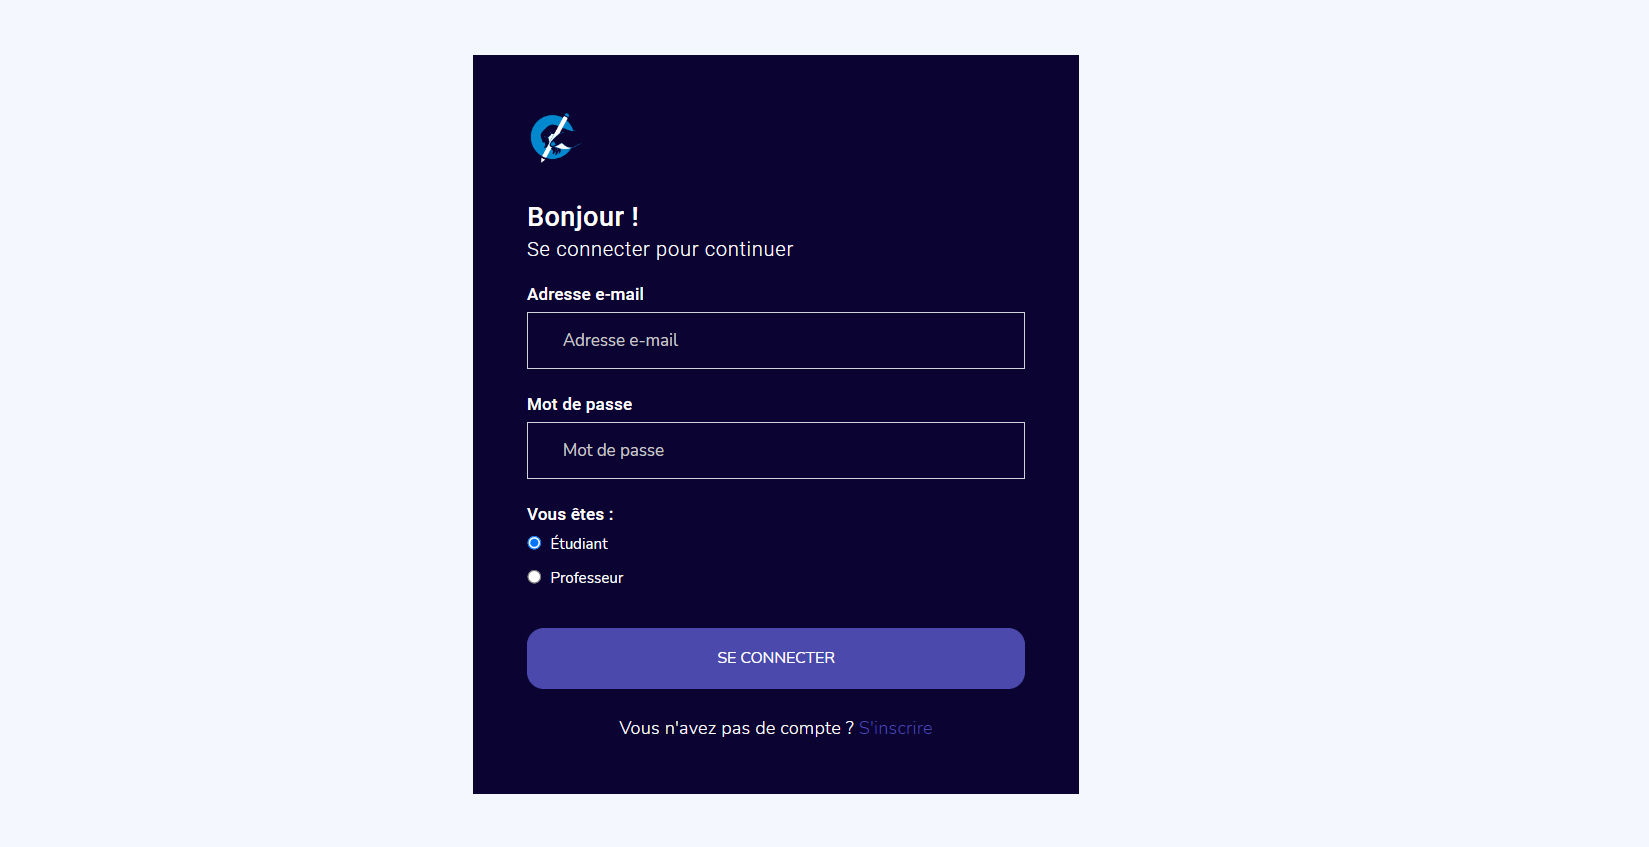 Bonjour !
Se connecter pour continuer
Adresse e-mail
Adresse e-mail
Mot de passe
Mot de passe
Vous êtes :
Étudiant
Professeur
SE CONNECTER
Vous n'avez pas de compte ? S'inscrire